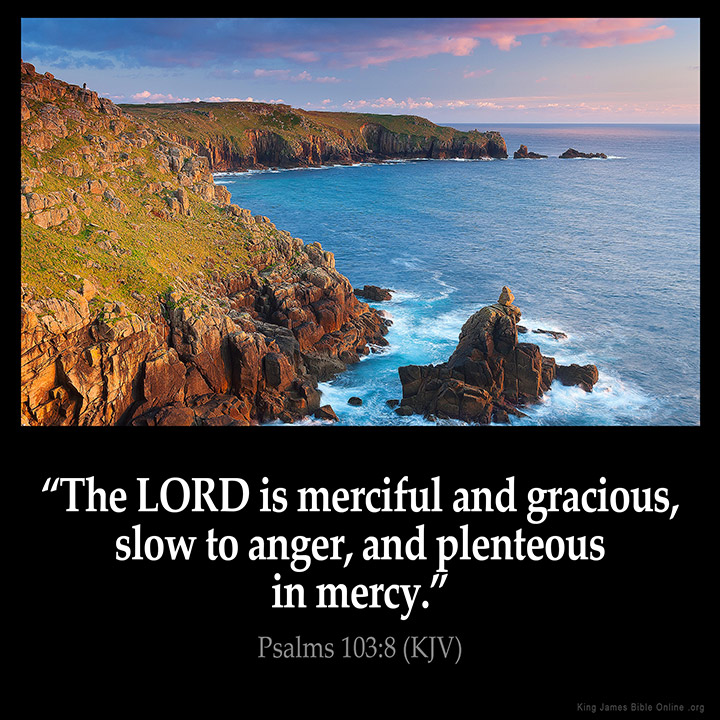 “The LORD is merciful and gracious,
slow to anger, and plenteous
in mercy.”
Psalms 103:8 (KJV)
King James Bible Online .org